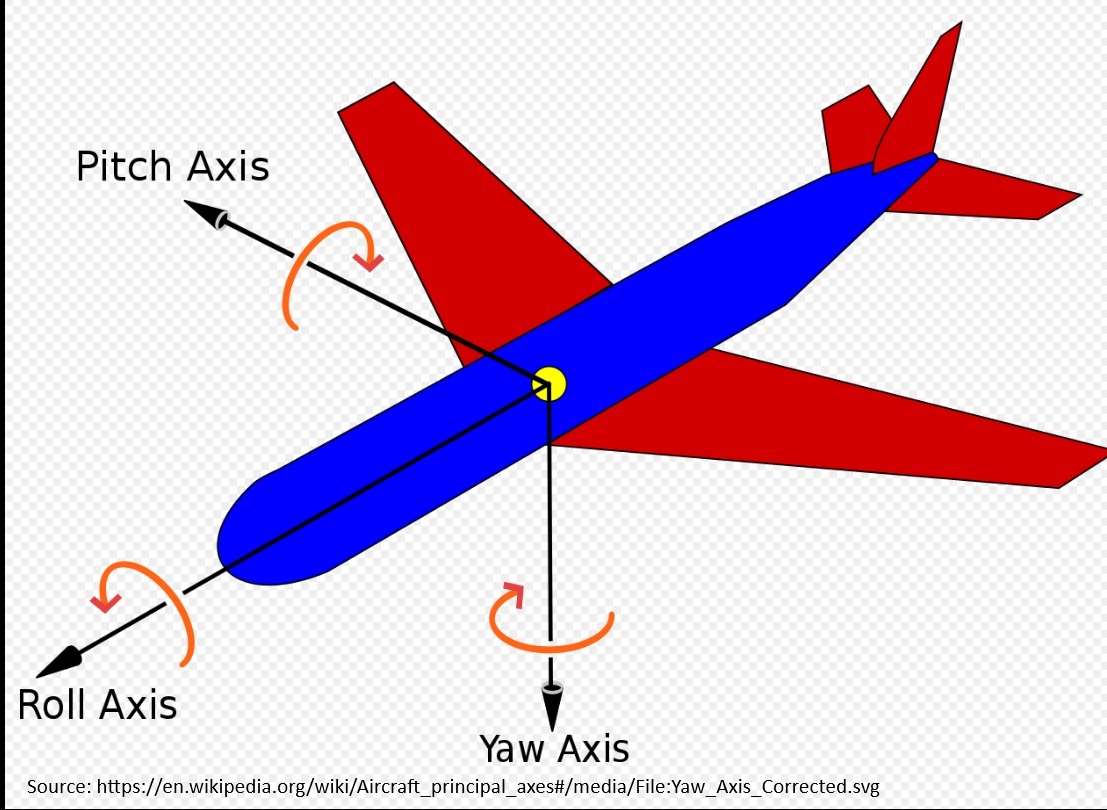 Pitch Axis
Roll Axis
Yaw Axis
Source: https://en.wikipedia.org/wiki/Aircraft_principal_axes#/media/File:Yaw_Axis_Corrected.svg